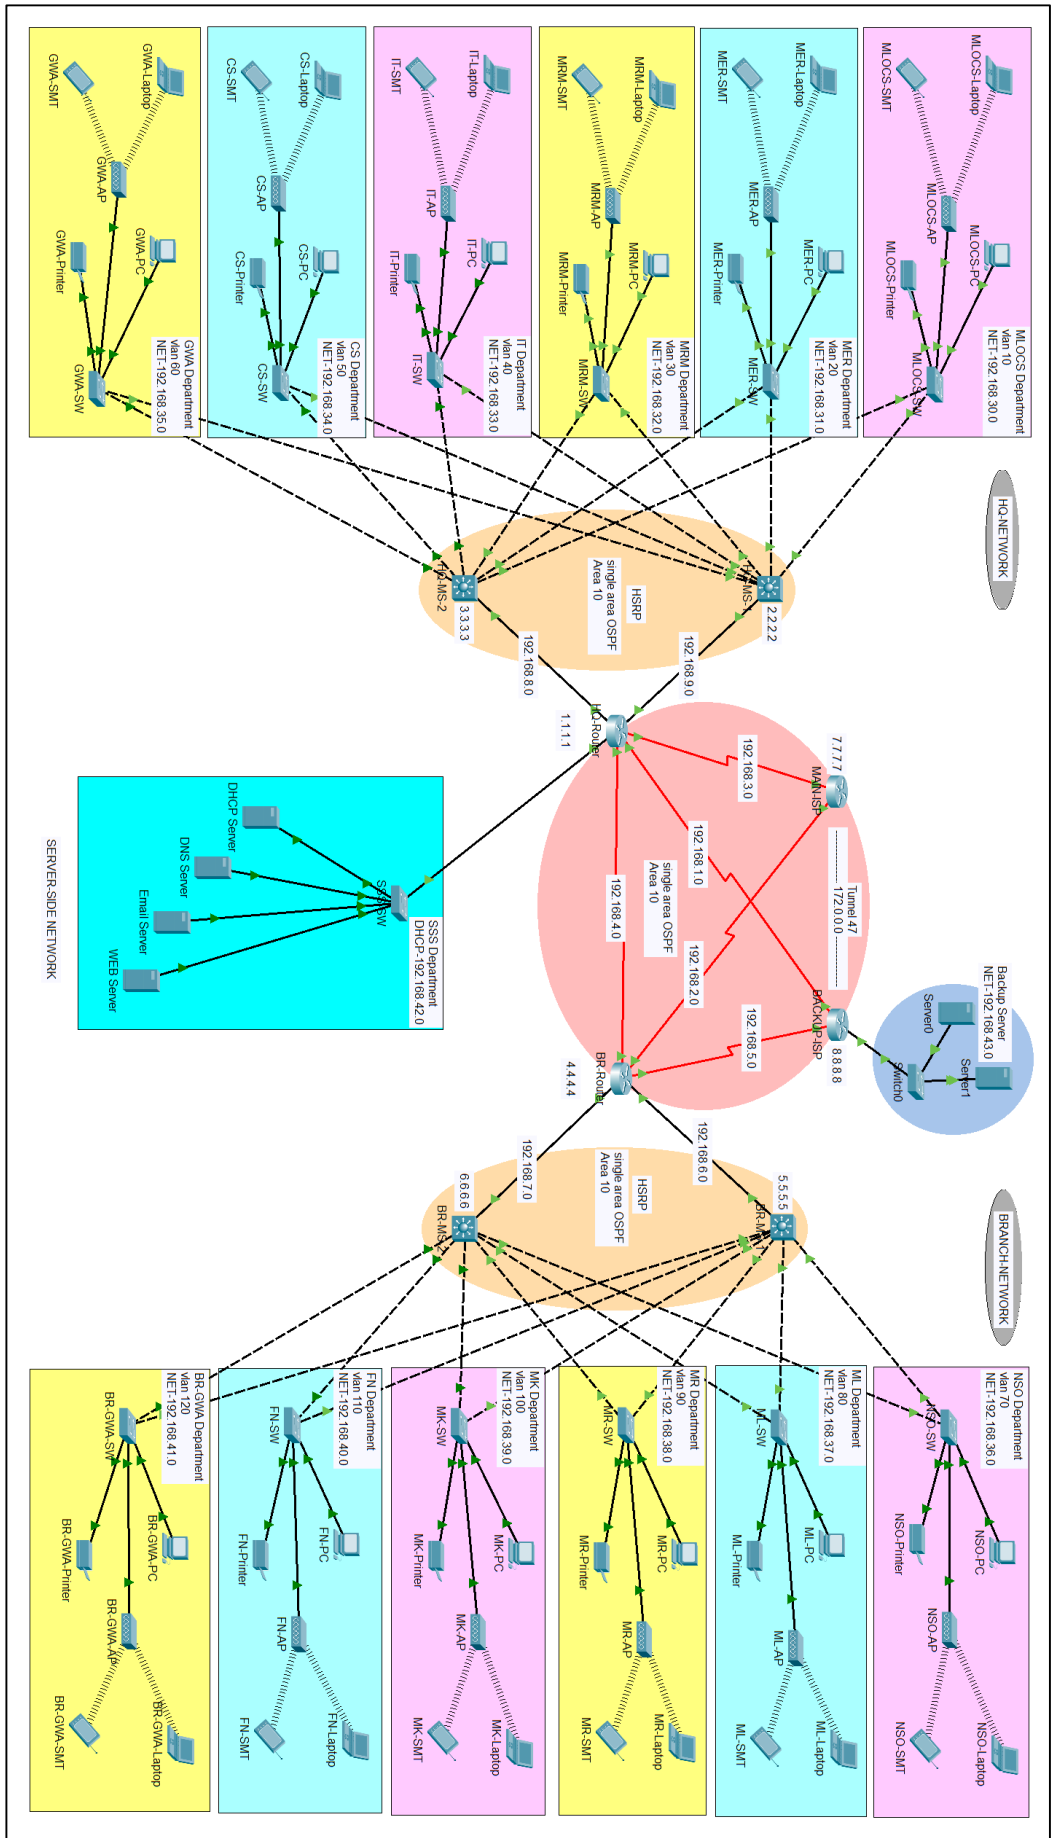 HQ-NETWORK
BRANCH-NETWORK
MLOCS-Laptop
MLOCS-SMT
MLOCS-AP
MLOCS-PC
MLOCS-Printer
MLOCS-SW
MLOCS Department
vlan 10
NET-192.168.30.0
MER-Laptop
MER-SMT
MER-AP
MER-PC
MER-Printer
MER-SW
MER Department
vlan 20
NET-192.168.31.0
MRM-Laptop
MRM-SMT
MRM-AP
MRM-PC
MRM-Printer
MRM-SW
MRM Department
vlan 30
NET-192.168.32.0
IT-Laptop
IT-SMT
IT-AP
IT-PC
IT-Printer
IT-SW
IT Department
vlan 40
NET-192.168.33.0
CS-Laptop
CS-SMT
CS-AP
CS-PC
CS-Printer
CS-SW
CS Department
vlan 50
NET-192.168.34.0
GWA-Laptop
GWA-SMT
GWA-AP
GWA-PC
GWA-Printer
GWA-SW
GWA Department
vlan 60
NET-192.168.35.0
2.2.2.2
HSRP
single area OSPF
Area 10
HQ-MS-2
3.3.3.3
192.168.9.0
192.168.8.0
HQ-Router
1.1.1.1
7.7.7.7
MAIN-ISP
Tunnel 47
172.0.0.0
BACKUP-ISP
8.8.8.8
192.168.3.0
192.168.1.0
single area OSPF
Area 10
192.168.4.0
192.168.2.0
192.168.5.0
Backup Server
NET-192.168.43.0
Server0
Server1
Switch0
BR-Router
4.4.4.4
192.168.6.0
192.168.7.0
5.5.5.5
HSRP
single area OSPF
Area 10
6.6.6.6
BR-MS-2
SSS Department
DHCP-192.168.42.0
SSS-SW
DHCP Server
DNS Server
Email Server
WEB Server
SERVER-SIDE NETWORK
NSO Department
vlan 70
NET-192.168.36.0
NSO-SW
NSO-PC
NSO-Printer
NSO-AP
NSO-Laptop
NSO-SMT
ML Department
vlan 80
NET-192.168.37.0
ML-SW
ML-PC
ML-Printer
ML-AP
ML-Laptop
ML-SMT
MR Department
vlan 90
NET-192.168.38.0
MR-SW
MR-PC
MR-Printer
MR-AP
MR-Laptop
MR-SMT
MK Department
vlan 100
NET-192.168.39.0
MK-SW
MK-PC
MK-Printer
MK-AP
MK-Laptop
MK-SMT
FN Department
vlan 110
NET-192.168.40.0
FN-SW
FN-PC
FN-Printer
FN-AP
FN-Laptop
FN-SMT
BR-GWA Department
vlan 120
NET-192.168.41.0
BR-GWA-SW
BR-GWA-PC
BR-GWA-Printer
BR-GWA-AP
BR-GWA-Laptop
BR-GWA-SMT